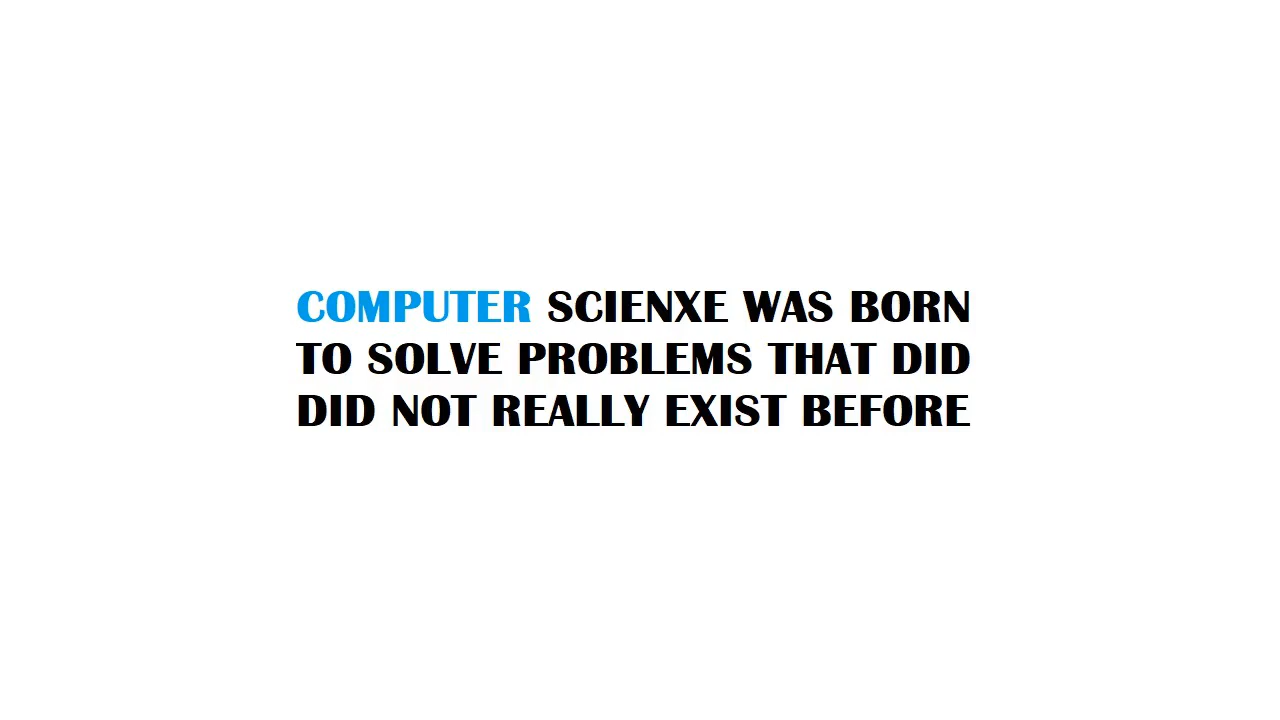 COMPUTER SCIENXE WAS BORN
TO SOLVE PROBLEMS THAT DID
DID NOT REALLY EXIST BEFORE